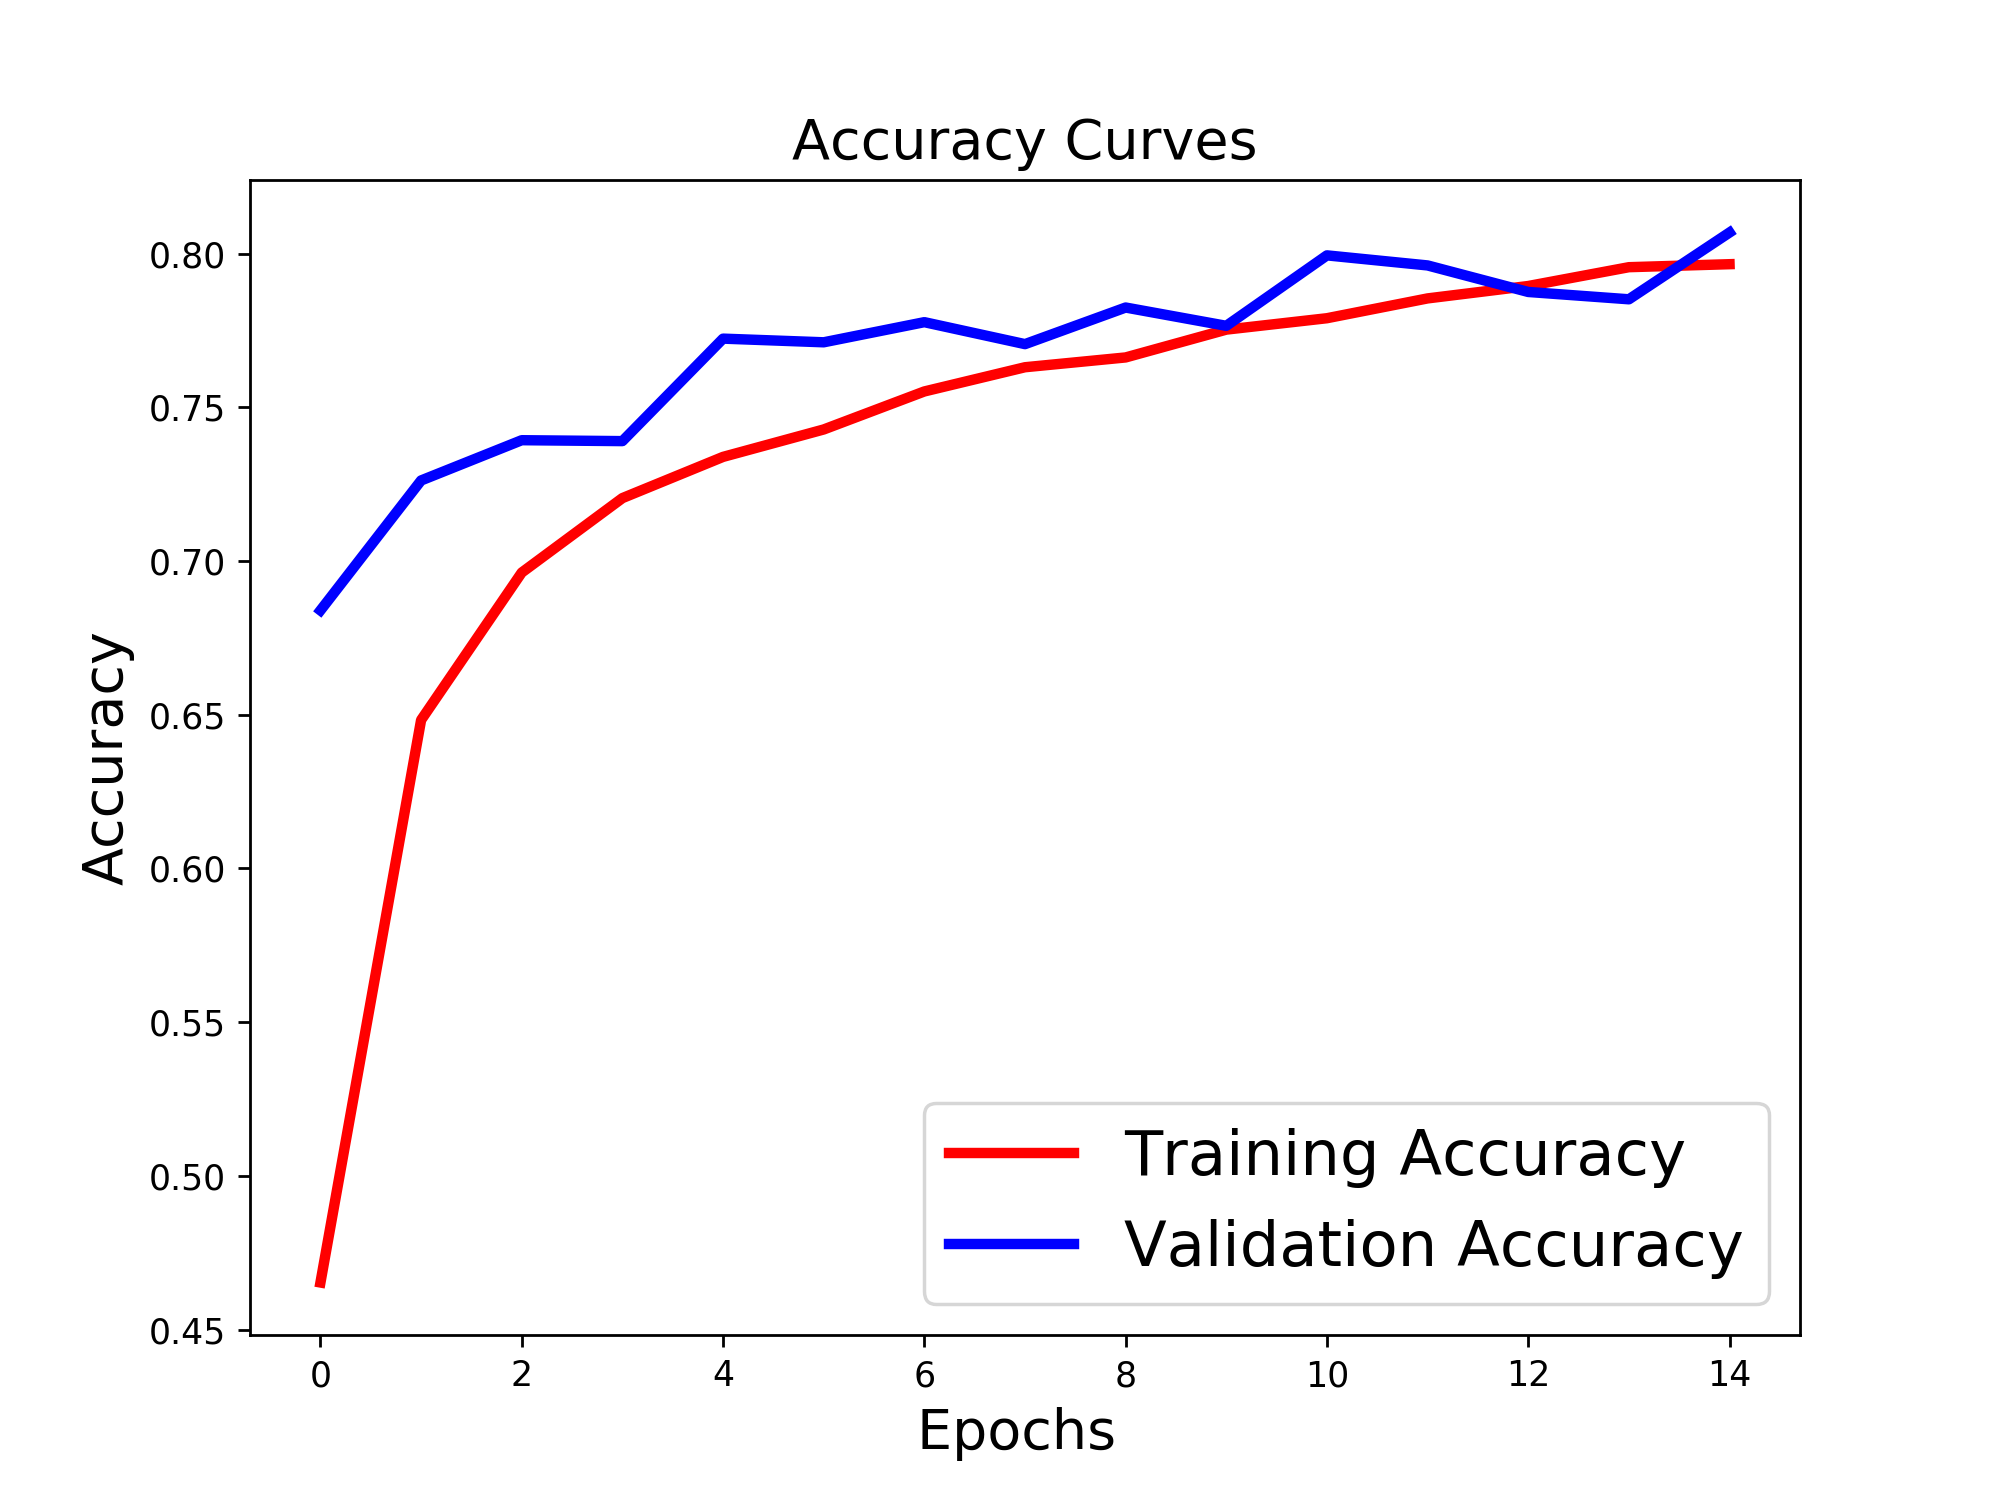 Accuracy Curves
Accuracy
0.80
0.75
0.70
0.65
0.60
0.55
0.50
0.45
Training Accuracy
Validation Accuracy
0 2 4 6 8 10 12 14
Epochs